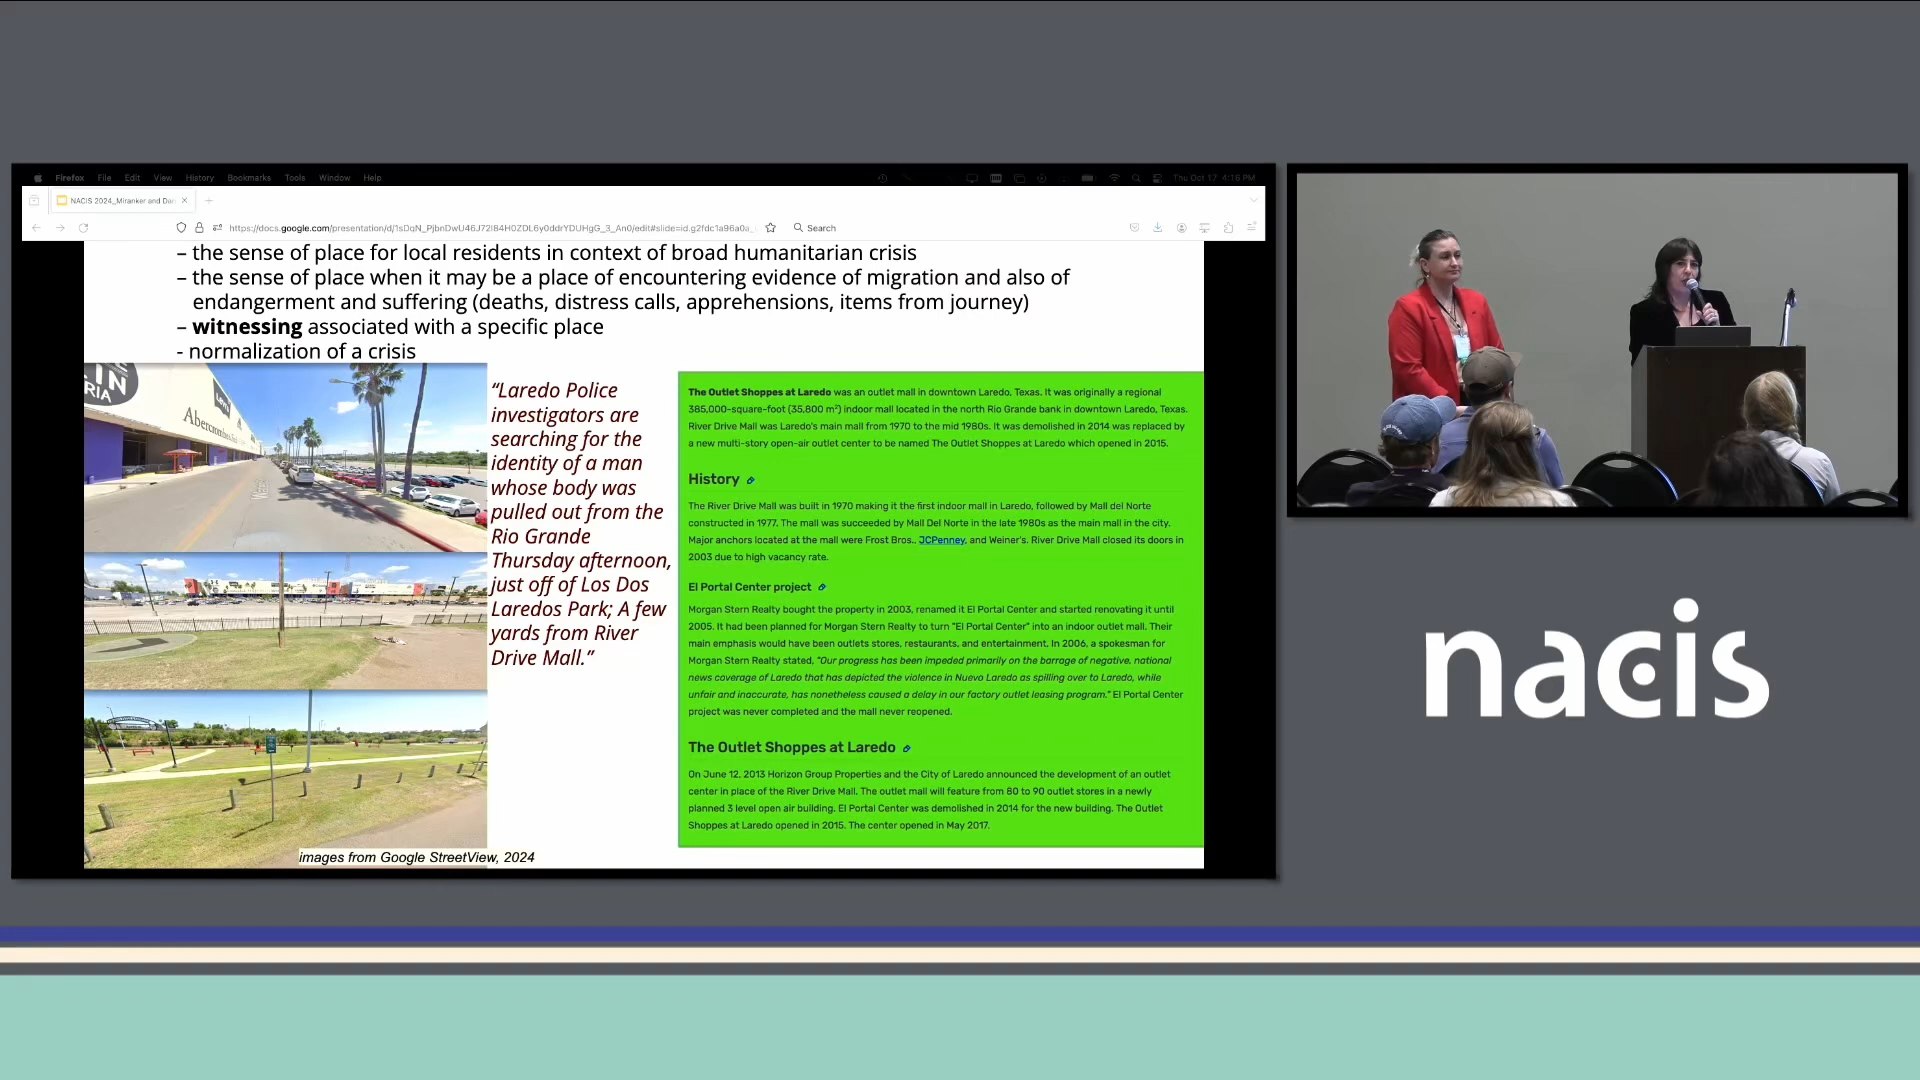 Firefox File Edit View History Bookmarks Tools Window Help
Thu Oct 17 4:16 PM
NACIS 2024_Miranker and Dar
Search
– the sense of place for local residents in context of broad humanitarian crisis
– the sense of place when it may be a place of encountering evidence of migration and also of
endangerment and suffering (deaths, distress calls, apprehensions, items from journey)
– witnessing associated with a specific place
- normalization of a crisis
IN
RIA
Abercrombie
“Laredo Police
investigators are
searching for the
identity of a man
whose body was
pulled out from the
Rio Grande
Thursday afternoon,
just off of Los Dos
Laredos Park; A few
yards from River
Drive Mall.”
images from Google StreetView, 2024
The Outlet Shoppes at Laredo was an outlet mall in downtown Laredo, Texas. It was originally a regional
385,000-square-foot (35,800 m²) indoor mall located in the north Rio Grande bank in downtown Laredo, Texas.
River Drive Mall was Laredo's main mall from 1970 to the mid 1980s. It was demolished in 2014 was replaced by
a new multi-story open-air outlet center to be named The Outlet Shoppes at Laredo which opened in 2015.
History
The River Drive Mall was built in 1970 making it the first indoor mall in Laredo, followed by Mall del Norte
constructed in 1977. The mall was succeeded by Mall Del Norte in the late 1980s as the main mall in the city.
Major anchors located at the mall were Frost Bros., JCPenney, and Weiner's. River Drive Mall closed its doors in
2003 due to high vacancy rate.
El Portal Center project
Morgan Stern Realty bought the property in 2003, renamed it El Portal Center and started renovating it until
2005. It had been planned for Morgan Stern Realty to turn "El Portal Center" into an indoor outlet mall. Their
main emphasis would have been outlets stores, restaurants, and entertainment. In 2006, a spokesman for
Morgan Stern Realty stated, "Our progress has been impeded primarily on the barrage of negative, national
news coverage of Laredo that has depicted the violence in Nuevo Laredo as spilling over to Laredo, while
unfair and inaccurate, has nonetheless caused a delay in our factory outlet leasing program." El Portal Center
project was never completed and the mall never reopened.
The Outlet Shoppes at Laredo
On June 12, 2013 Horizon Group Properties and the City of Laredo announced the development of an outlet
center in place of the River Drive Mall. The outlet mall will feature from 80 to 90 outlet stores in a newly
planned 3 level open air building. El Portal Center was demolished in 2014 for the new building. The Outlet
Shoppes at Laredo opened in 2015. The center opened in May 2017.
nacis